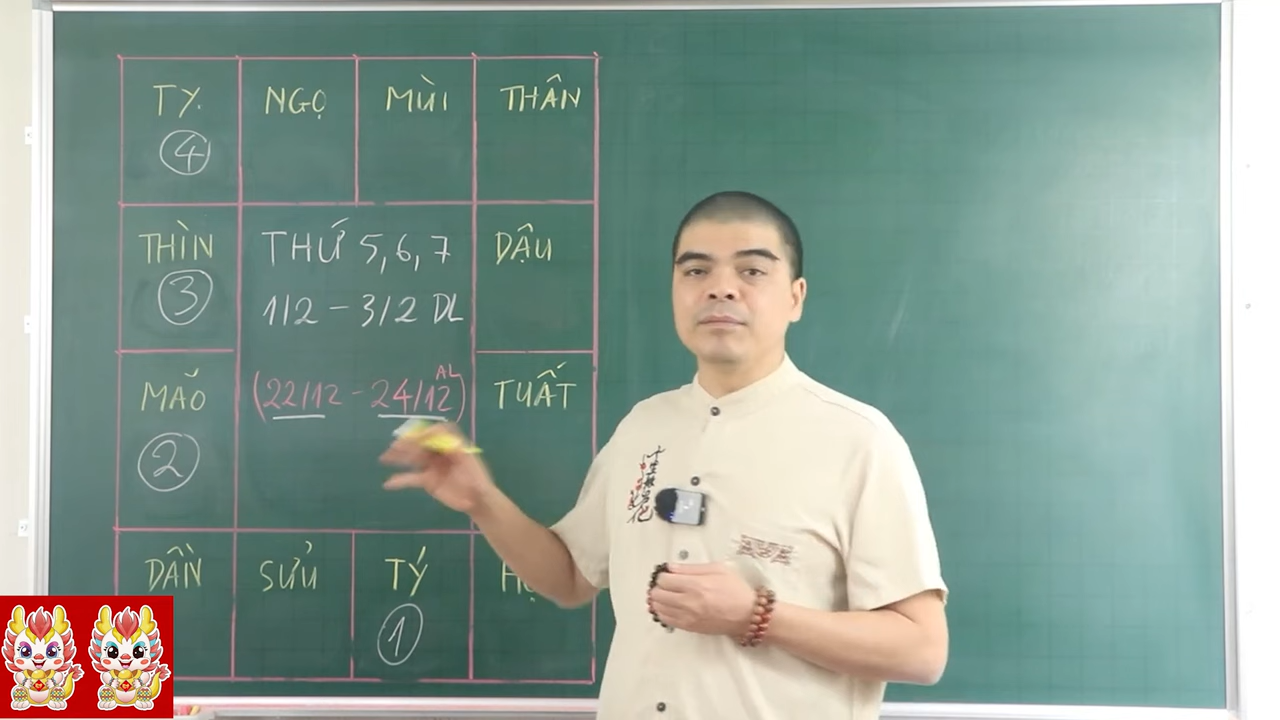 TỴ NGỌ MÙI THÂN
④
THÌN THỨ 5,6,7 DẬU
③ 1/2 - 3/2 DL
MÃO (22/12 - 24/12) AL TUẤT
②
DẦN SỬU TÝ
①